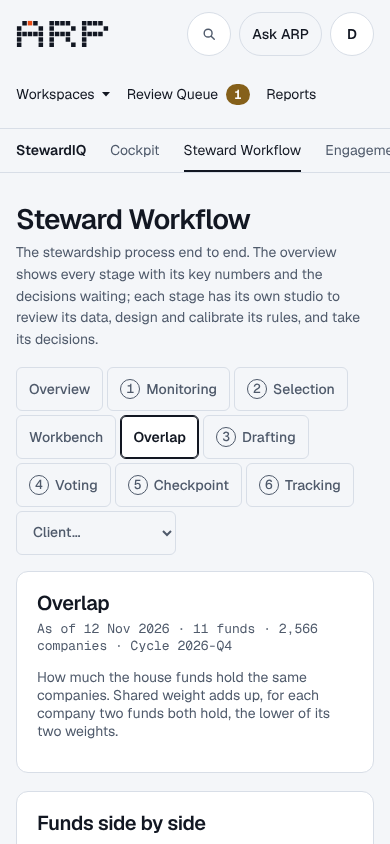 ARP
Ask ARP
D
Workspaces
Review Queue 1
Reports
StewardIQ
Cockpit
Steward Workflow
Engageme
Steward Workflow
The stewardship process end to end. The overview
shows every stage with its key numbers and the
decisions waiting; each stage has its own studio to
review its data, design and calibrate its rules, and take
its decisions.
Overview
1 Monitoring
2 Selection
Workbench
Overlap
3 Drafting
4 Voting
5 Checkpoint
6 Tracking
Client...
Overlap
As of 12 Nov 2026 · 11 funds · 2,566
companies · Cycle 2026-Q4
How much the house funds hold the same
companies. Shared weight adds up, for each
company two funds both hold, the lower of its
two weights.
Funds side by side